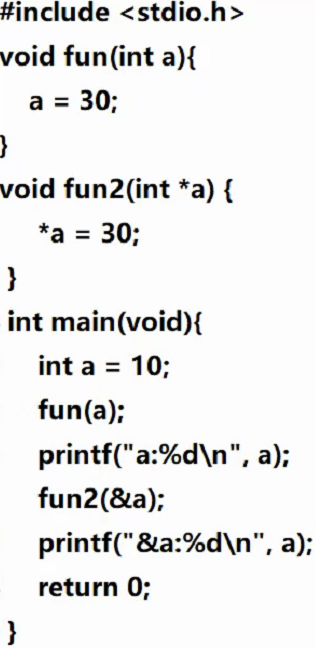 #include <stdio.h>
void fun(int a){
a = 30;
}
void fun2(int *a) {
*a = 30;
}
int main(void){
int a = 10;
fun(a);
printf("a:%d\n", a);
fun2(&a);
printf("&a:%d\n", a);
return 0;
}